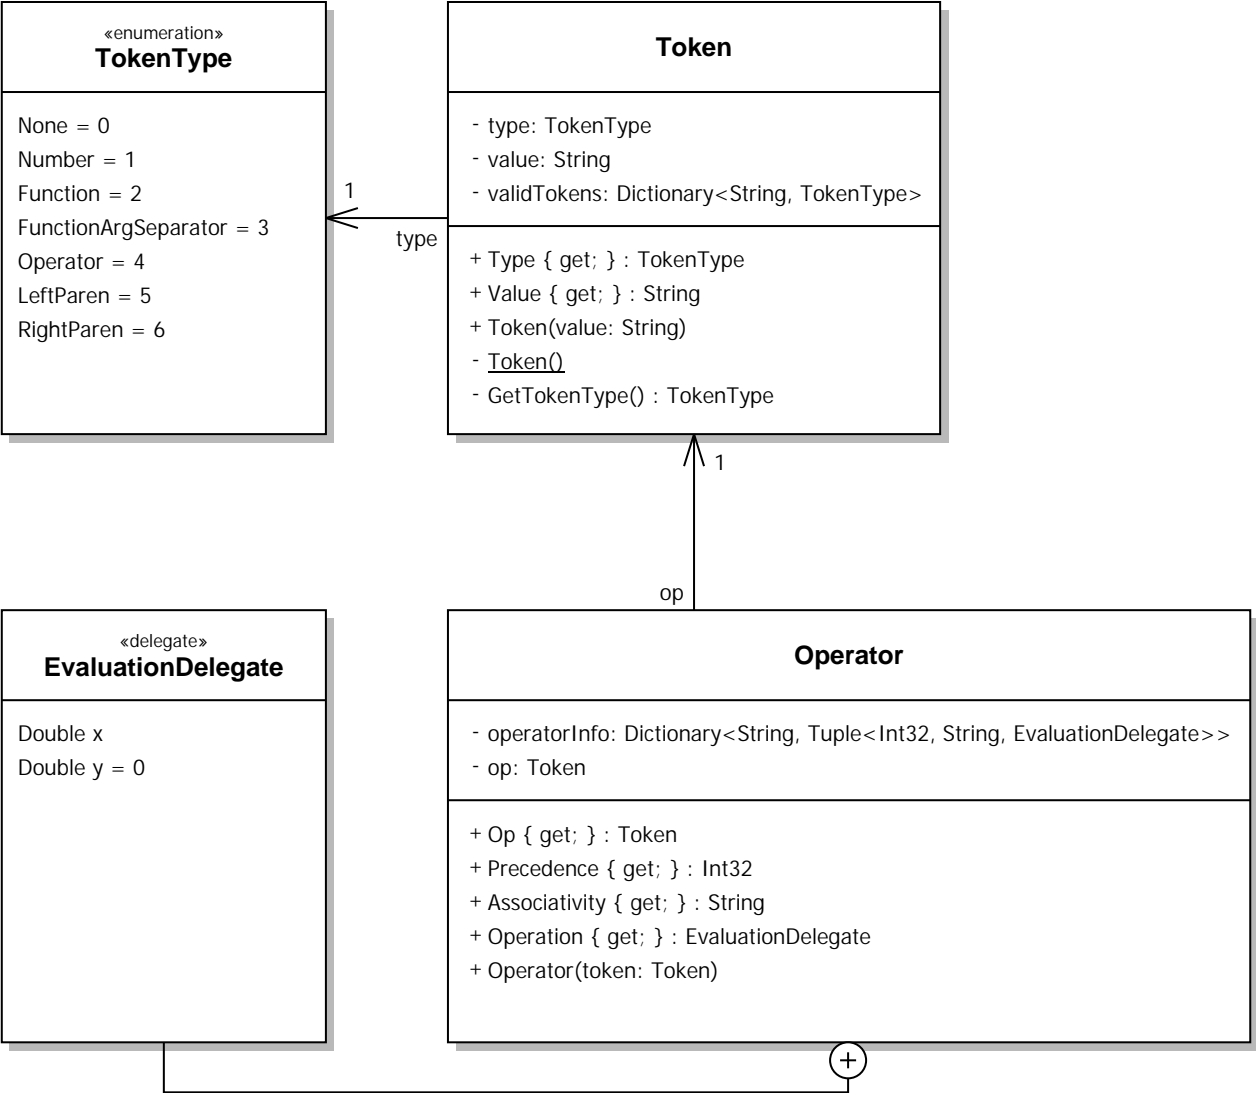 «enumeration»
TokenType
None = 0
Number = 1
Function = 2
FunctionArgSeparator = 3
Operator = 4
LeftParen = 5
RightParen = 6
1
type
Token
- type: TokenType
- value: String
- validTokens: Dictionary<String, TokenType>
+ Type { get; } : TokenType
+ Value { get; } : String
+ Token(value: String)
- Token()
- GetTokenType() : TokenType
1
op
«delegate»
EvaluationDelegate
Double x
Double y = 0
Operator
- operatorInfo: Dictionary<String, Tuple<Int32, String, EvaluationDelegate>>
- op: Token
+ Op { get; } : Token
+ Precedence { get; } : Int32
+ Associativity { get; } : String
+ Operation { get; } : EvaluationDelegate
+ Operator(token: Token)